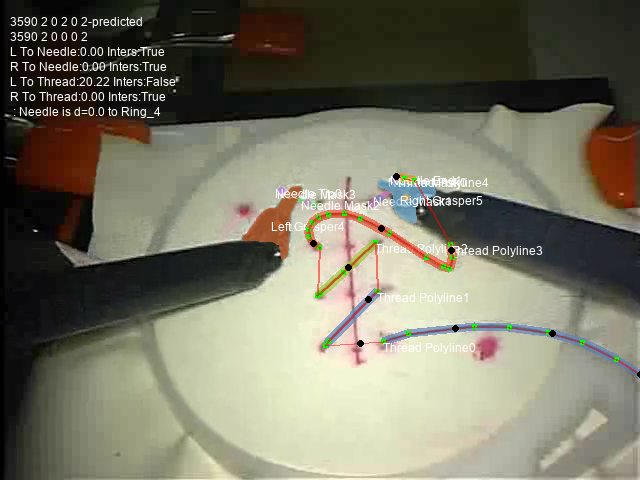 3590 2 0 2 0 2-predicted
3590 2 0 0 0 2
L To Needle:0.00 Inters:True
R To Needle:0.00 Inters:True
L To Thread:20.22 Inters:False
R To Thread:0.00 Inters:True
: Needle is d=0.0 to Ring_4
Needle Mask2
Left Grasper4
Right Grasper5
Thread Polyline3
Thread Polyline2
Thread Polyline1
Thread Polyline0